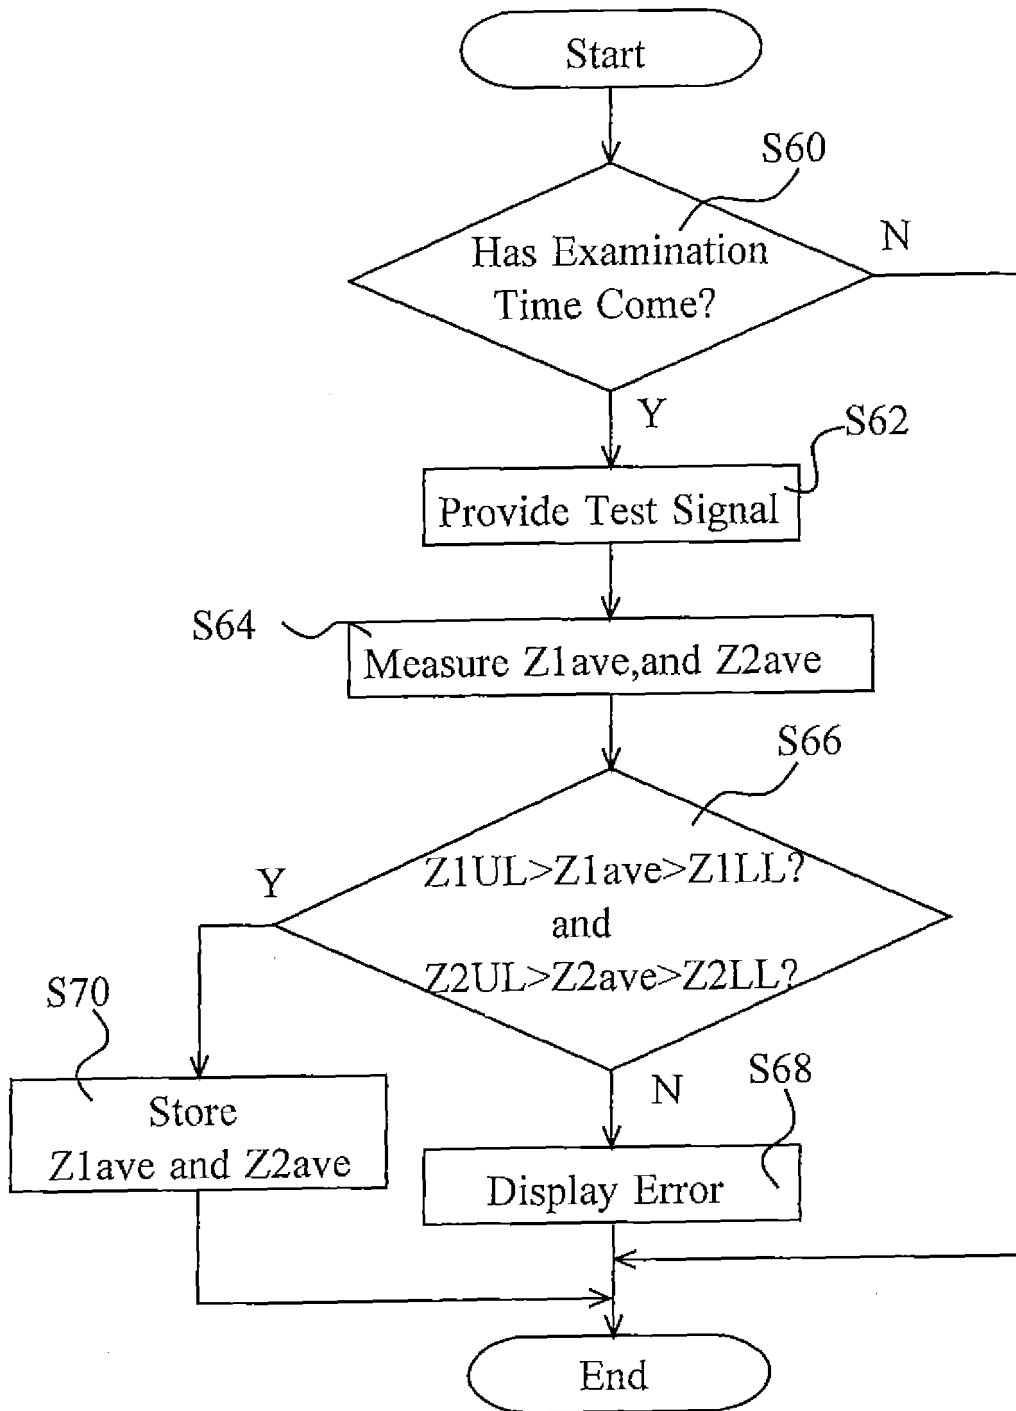 Start
S60
Has Examination
Time Come?
N
Y
S62
Provide Test Signal
S64
Measure Z1ave,and Z2ave
S66
Z1UL>Z1ave>Z1LL?
and
Z2UL>Z2ave>Z2LL?
Y
S70
Store
Z1ave and Z2ave
N
S68
Display Error
End